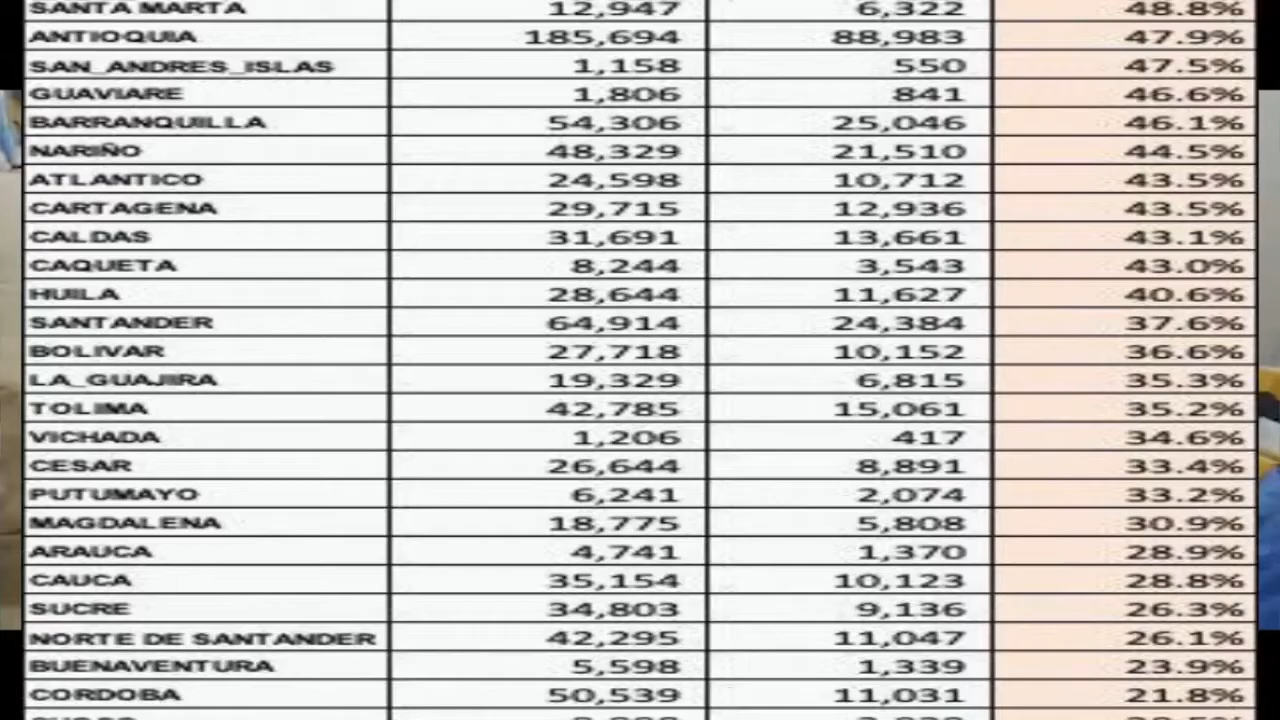 SANTA MARTA 12,947 6,322 48.8%
ANTIOQUIA 185,694 88,983 47.9%
SAN_ANDRES_ISLAS 1,158 550 47.5%
GUAVIARE 1,806 841 46.6%
BARRANQUILLA 54,306 25,046 46.1%
NARIÑO 48,329 21,510 44.5%
ATLANTICO 24,598 10,712 43.5%
CARTAGENA 29,715 12,936 43.5%
CALDAS 31,691 13,661 43.1%
CAQUETA 8,244 3,543 43.0%
HUILA 28,644 11,627 40.6%
SANTANDER 64,914 24,384 37.6%
BOLIVAR 27,718 10,152 36.6%
LA_GUAJIRA 19,329 6,815 35.3%
TOLIMA 42,785 15,061 35.2%
VICHADA 1,206 417 34.6%
CESAR 26,644 8,891 33.4%
PUTUMAYO 6,241 2,074 33.2%
MAGDALENA 18,775 5,808 30.9%
ARAUCA 4,741 1,370 28.9%
CAUCA 35,154 10,123 28.8%
SUCRE 34,803 9,136 26.3%
NORTE DE SANTANDER 42,295 11,047 26.1%
BUENAVENTURA 5,598 1,339 23.9%
CORDOBA 50,539 11,031 21.8%